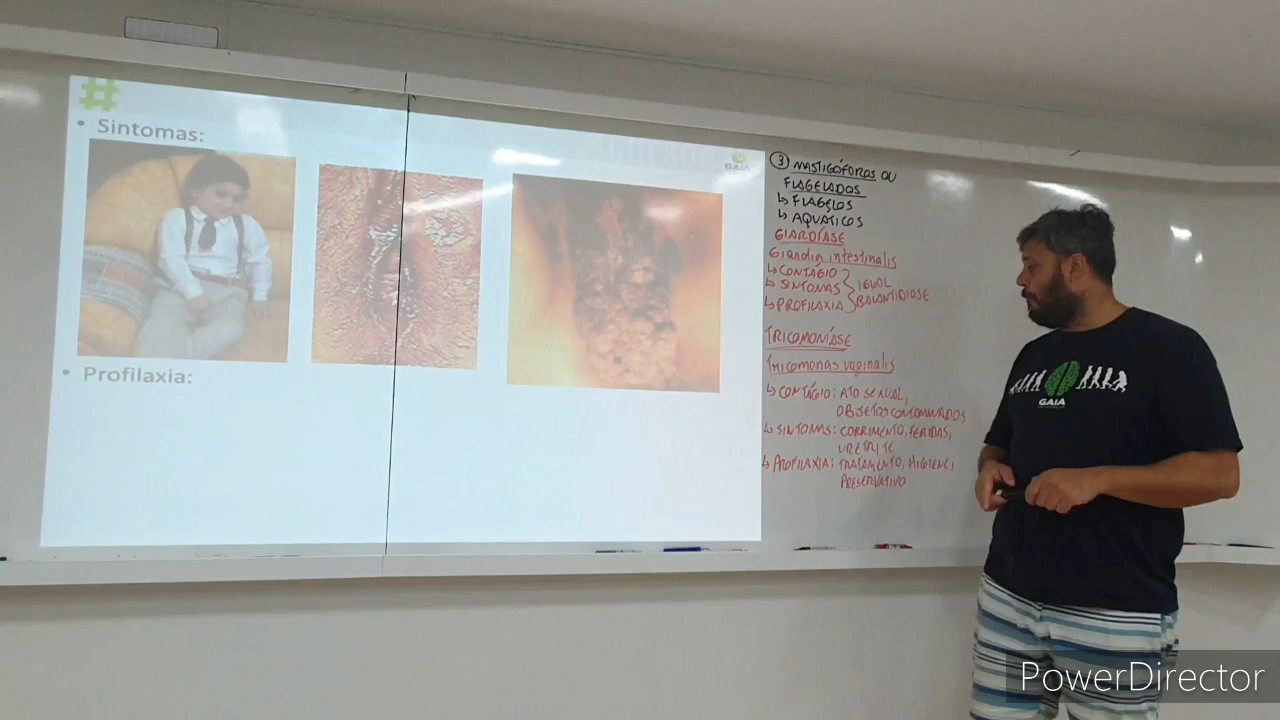 #
• Sintomas:
GAIA
• Profilaxia:
③ MASTIGÓFOROS OU
FLAGELADOS
↳ FLAGELOS
↳ AQUÁTICOS
GIARDÍASE
Giardia intestinalis
↳ CONTÁGIO
↳ SINTOMAS } IGUAL
↳ PROFILAXIA } BALANTIDIOSE
TRICOMONÍASE
Tricomonas vaginalis
↳ CONTÁGIO: ATO SEXUAL,
OBJETOS CONTAMINADOS
↳ SINTOMAS: CORRIMENTO, FERIDAS,
URETRITE
↳ PROFILAXIA: TRATAMENTO, HIGIENE,
PRESERVATIVO
GAIA
PowerDirector